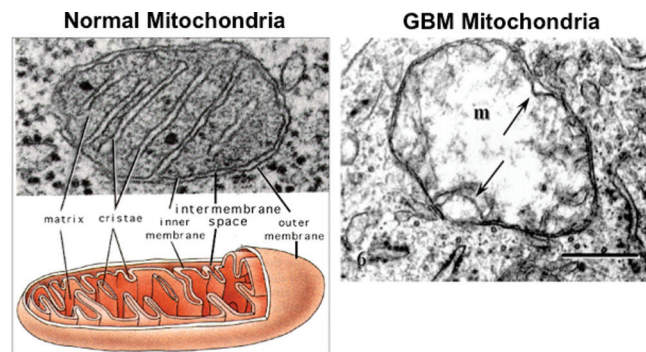 Normal Mitochondria
GBM Mitochondria
matrix
cristae
inner
membrane
intermembrane
space
outer
membrane
m
6